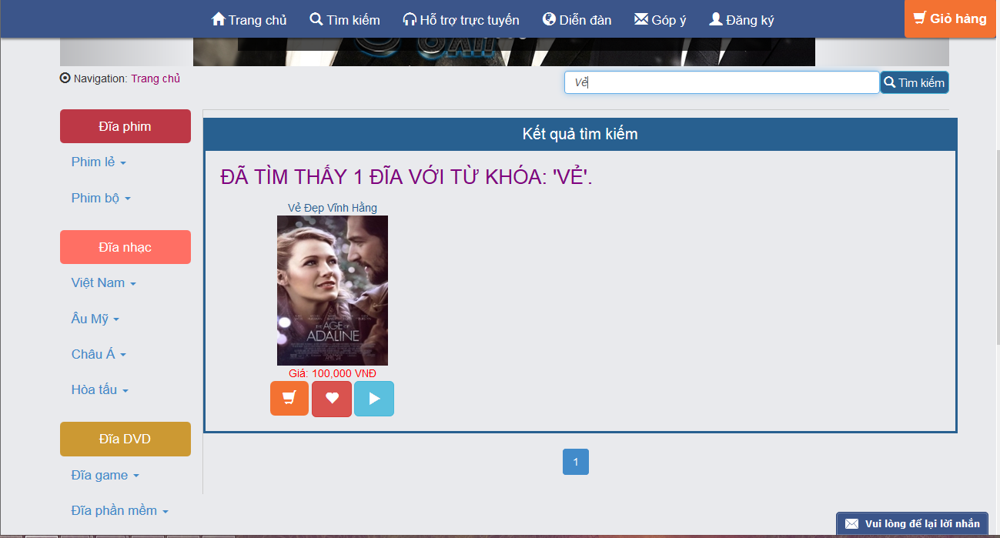 Trang chủ
Tìm kiếm
Hỗ trợ trực tuyến
Diễn đàn
Góp ý
Đăng ký
Giỏ hàng
Navigation: Trang chủ
Vẻ
Tìm kiếm
Đĩa phim
Phim lẻ
Phim bộ
Đĩa nhạc
Việt Nam
Âu Mỹ
Châu Á
Hòa tấu
Đĩa DVD
Đĩa game
Đĩa phần mềm
Kết quả tìm kiếm
ĐÃ TÌM THẤY 1 ĐĨA VỚI TỪ KHÓA: 'VẺ'.
Vẻ Đẹp Vĩnh Hằng
THE AGE OF
ADALINE
Giá: 100,000 VNĐ
1
Vui lòng để lại lời nhắn